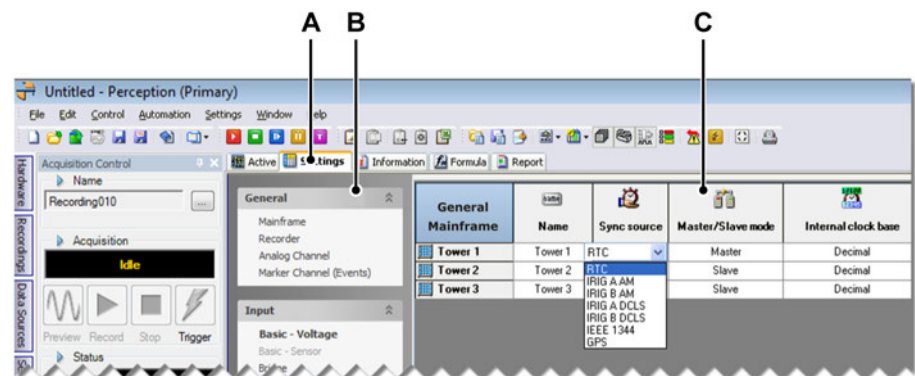 A B C
Untitled - Perception (Primary)
File Edit Control Automation Settings Window elp
Hardware
Recordings
Data Sources
Acquisition Control
Name
Recording010
...
Acquisition
Idle
Preview Record Stop Trigger
Status
Active Settings Information Formula Report
General
Mainframe
Recorder
Analog Channel
Marker Channel (Events)
Input
Basic - Voltage
Basic - Sensor
Bridge
General Mainframe Name Sync source Master/Slave mode Internal clock base
Tower 1 Tower 1 RTC Master Decimal
Tower 2 Tower 2 Slave Decimal
Tower 3 Tower 3 Slave Decimal
RTC
IRIG A AM
IRIG B AM
IRIG A DCLS
IRIG B DCLS
IEEE 1344
GPS